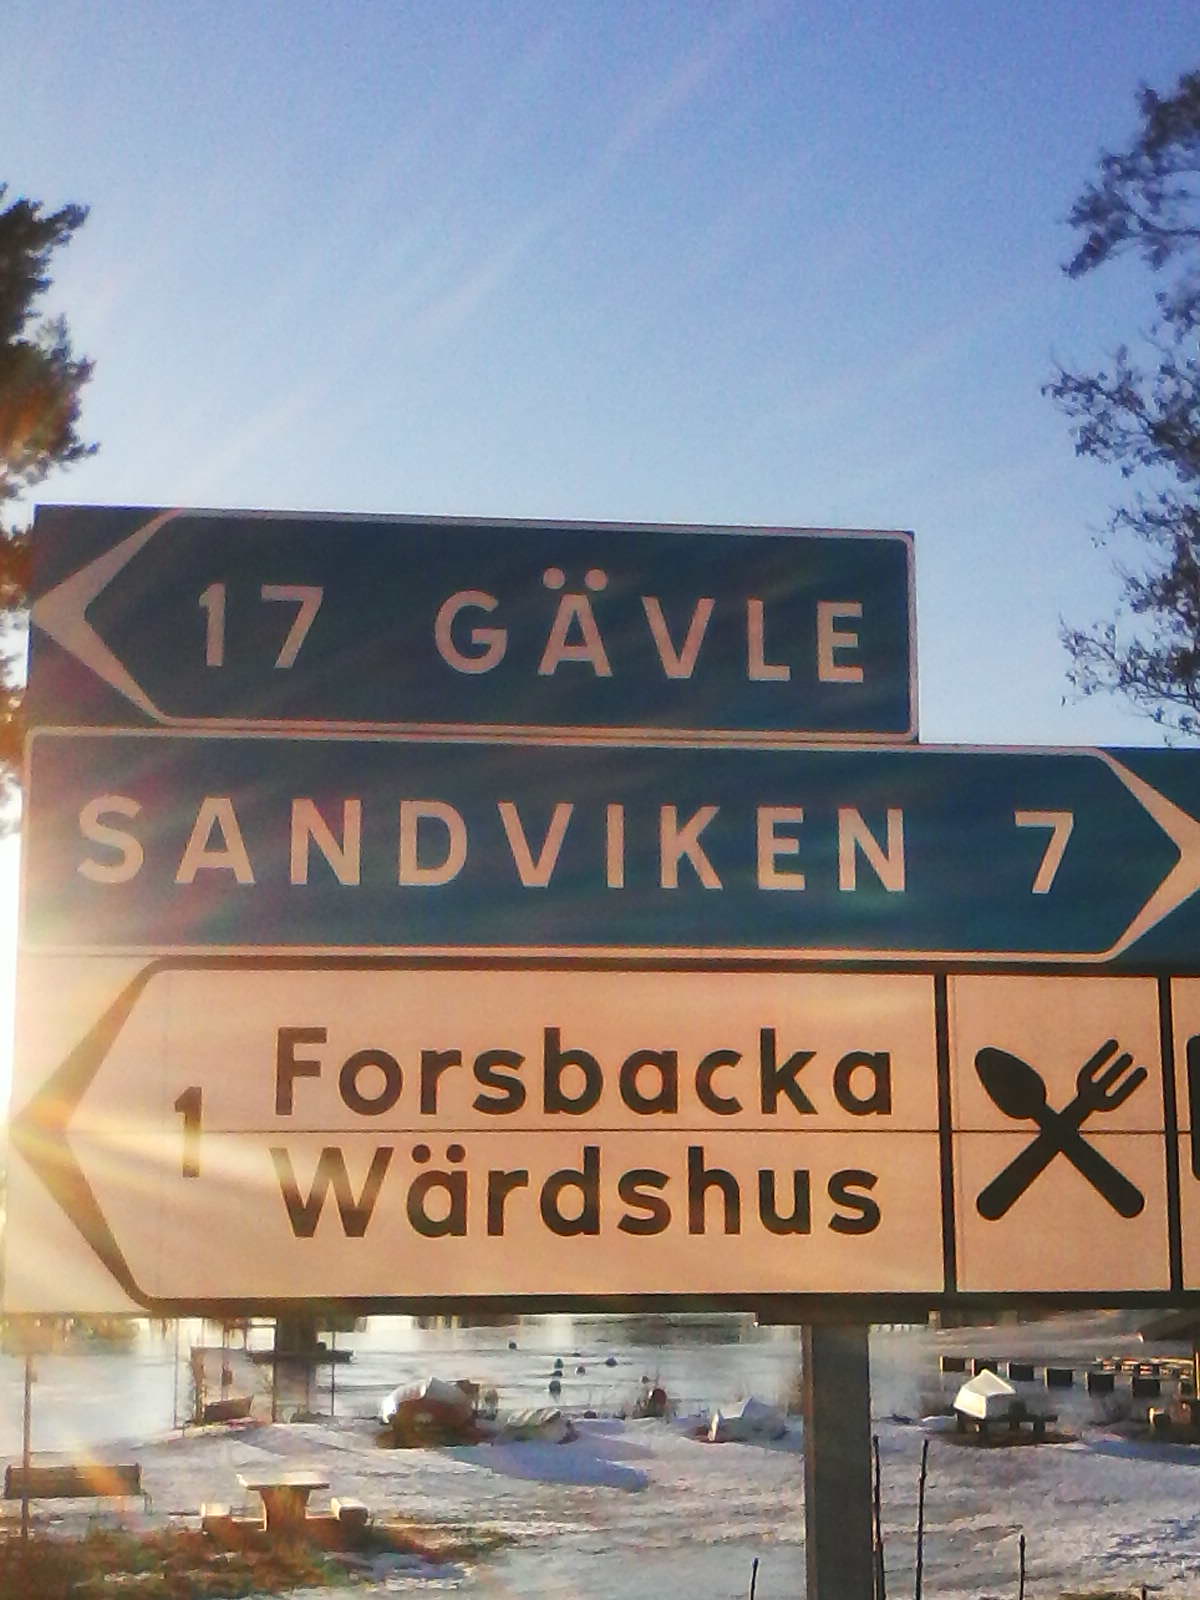 17 GÄVLE
SANDVIKEN 7
1 Forsbacka
Wärdshus